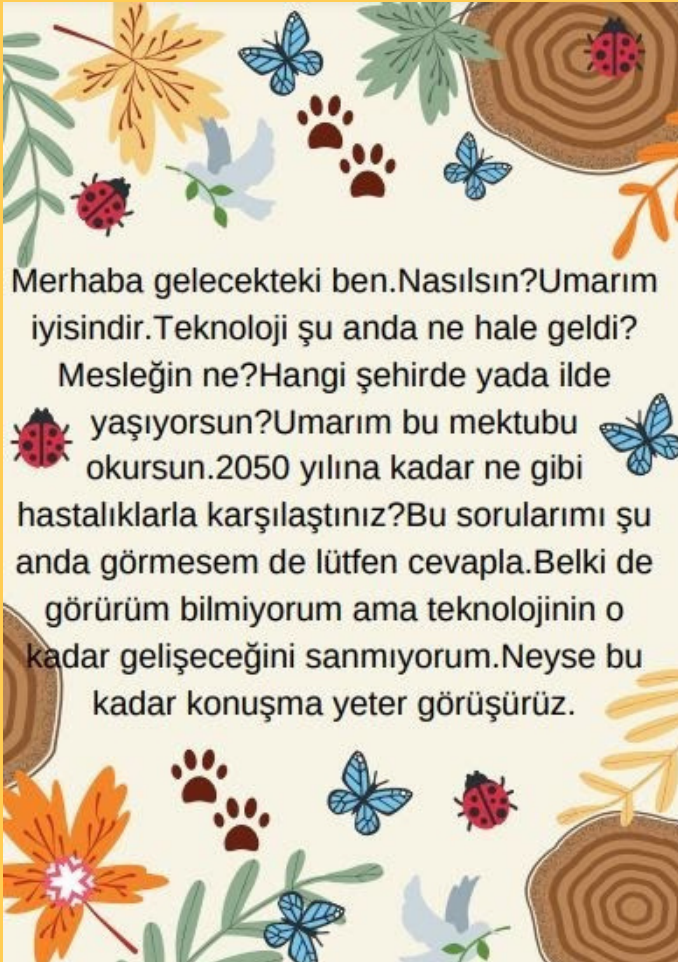 Merhaba gelecekteki ben.Nasılsın?Umarım
iyisindir.Teknoloji şu anda ne hale geldi?
Mesleğin ne?Hangi şehirde yada ilde
yaşıyorsun?Umarım bu mektubu
okursun.2050 yılına kadar ne gibi
hastalıklarla karşılaştınız?Bu sorularımı şu
anda görmesem de lütfen cevapla.Belki de
görürüm bilmiyorum ama teknolojinin o
kadar gelişeceğini sanmıyorum.Neyse bu
kadar konuşma yeter görüşürüz.